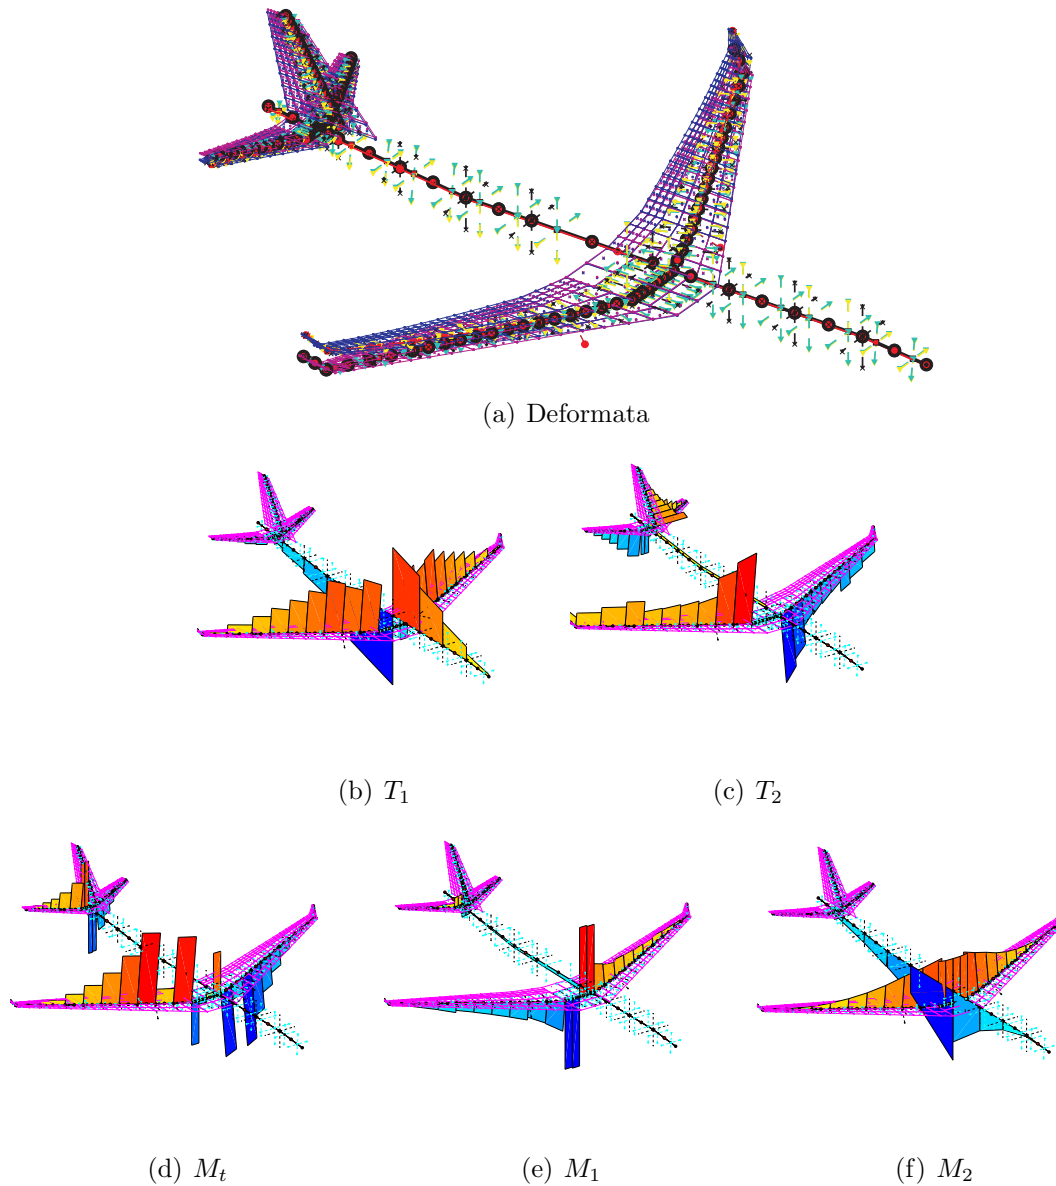 (a) Deformata
(b) T₁
(c) T₂
(d) Mₜ
(e) M₁
(f) M₂